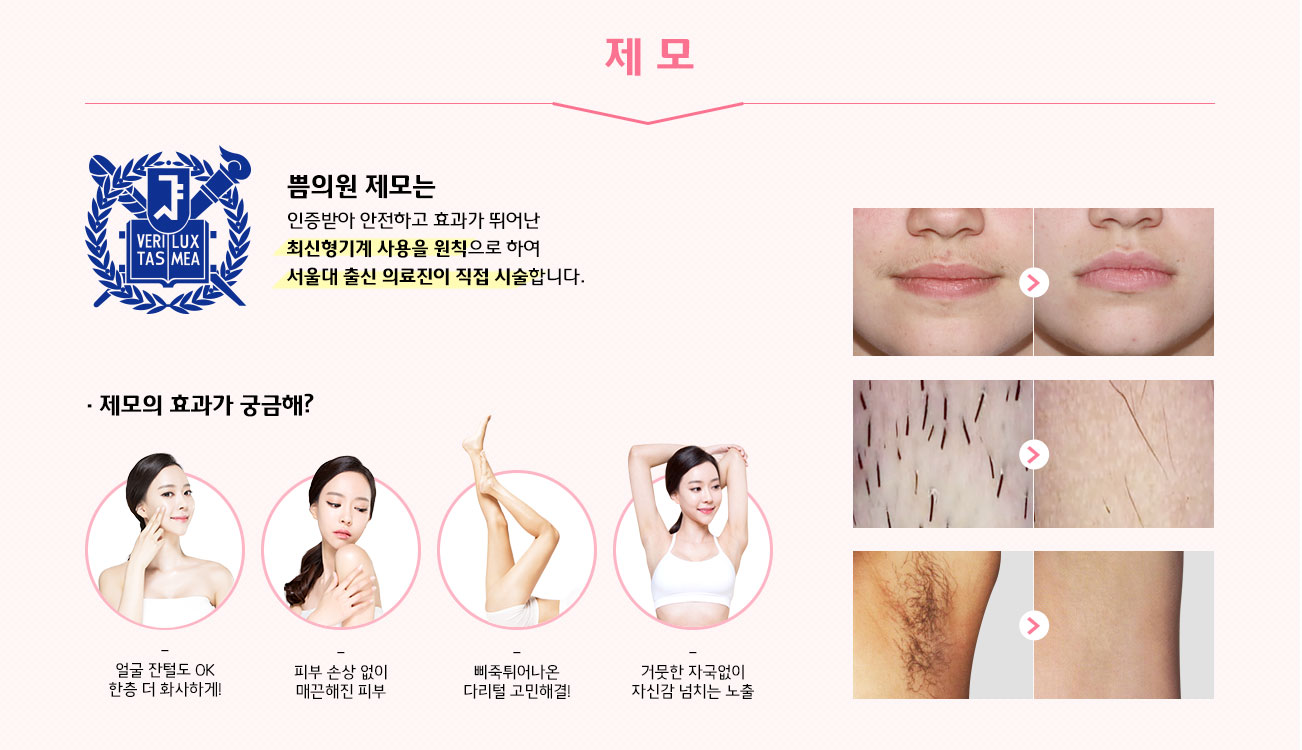 제 모
VERI LUX
TAS MEA
쁨의원 제모는
인증받아 안전하고 효과가 뛰어난
최신형기계 사용을 원칙으로 하여
서울대 출신 의료진이 직접 시술합니다.
· 제모의 효과가 궁금해?
얼굴 잔털도 OK
한층 더 화사하게!
피부 손상 없이
매끈해진 피부
삐죽튀어나온
다리털 고민해결!
거뭇한 자국없이
자신감 넘치는 노출